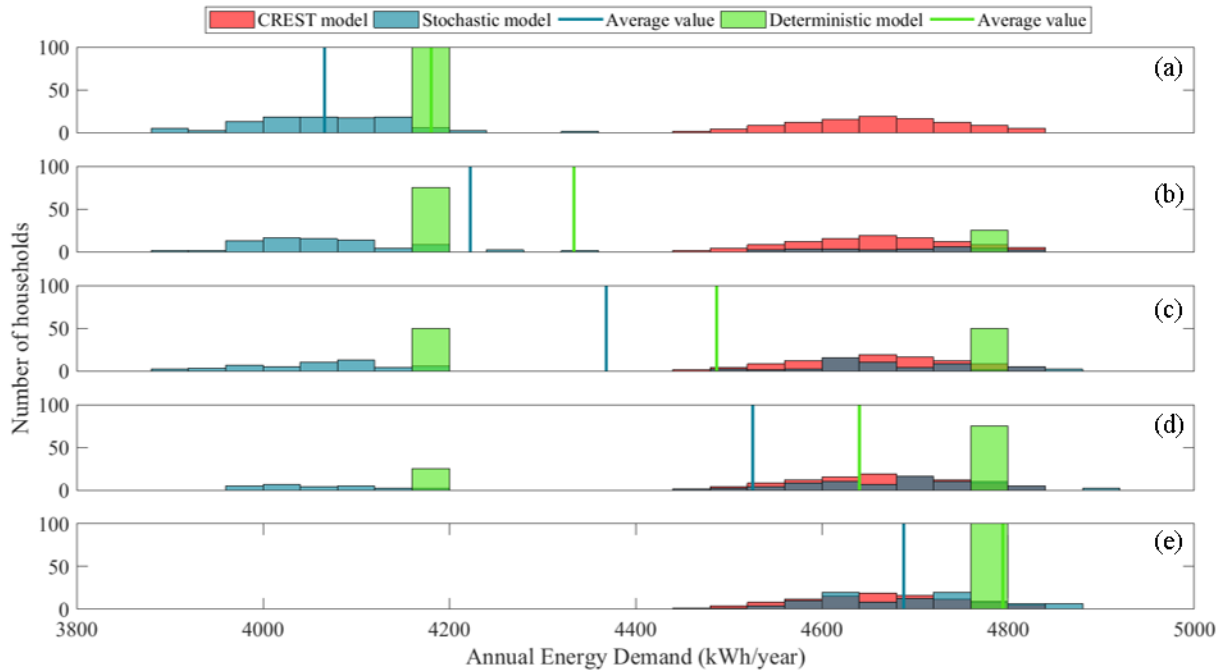 CREST model Stochastic model Average value Deterministic model Average value
Number of households
100
50
0
(a)
100
50
0
(b)
100
50
0
(c)
100
50
0
(d)
100
50
0
(e)
3800 4000 4200 4400 4600 4800 5000
Annual Energy Demand (kWh/year)